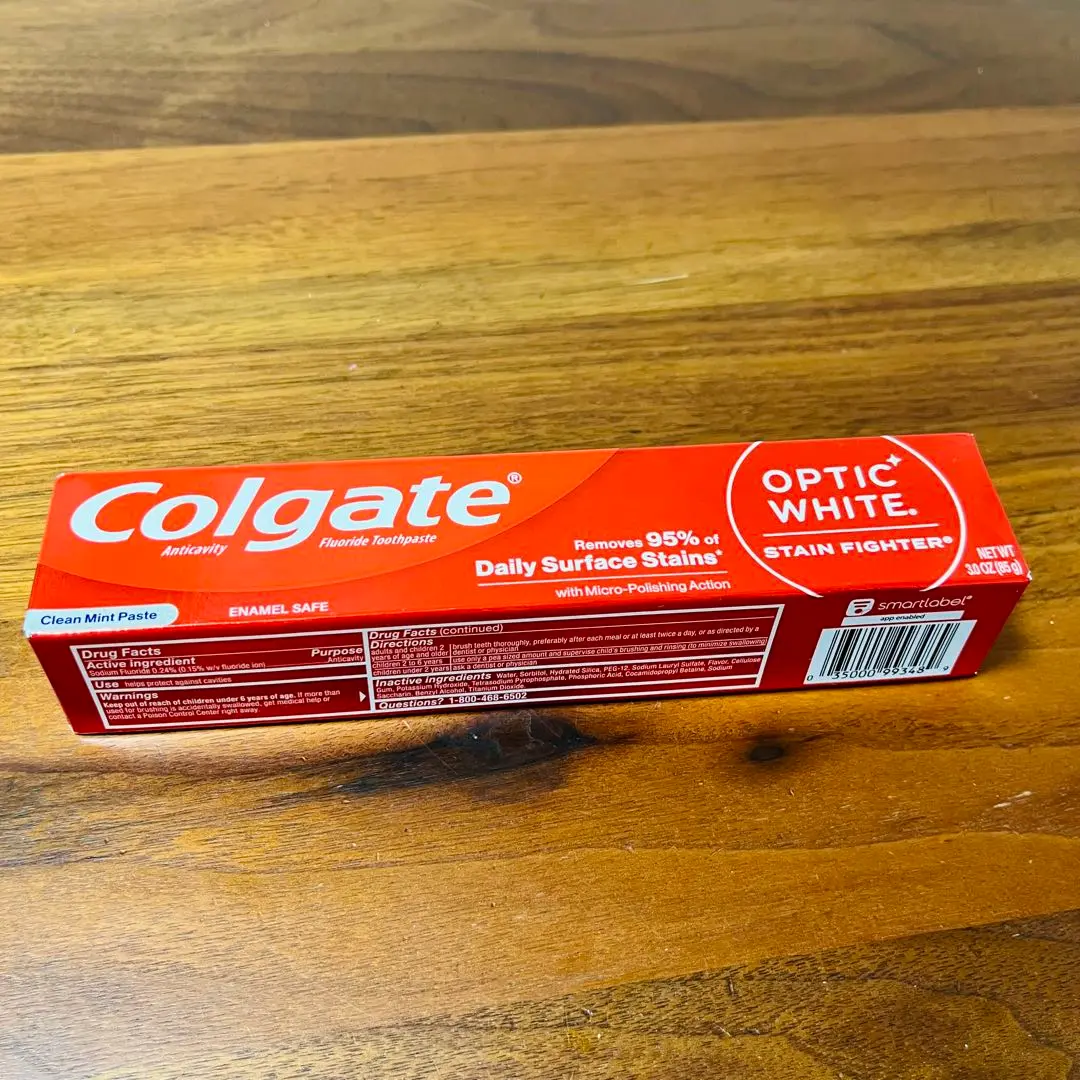 Colgate®
Anticavity
Fluoride Toothpaste
Removes 95% of
Daily Surface Stains*
with Micro-Polishing Action
OPTIC
WHITE®
STAIN FIGHTER®
NET WT
3.0 OZ (85 g)
Clean Mint Paste
ENAMEL SAFE
Drug Facts
Active Ingredient Purpose
Sodium Fluoride 0.24% (0.15% w/v fluoride ion) Anticavity
Use helps protect against cavities
Warnings
Keep out of reach of children under 6 years of age. If more than
used for brushing is accidentally swallowed, get medical help or
contact a Poison Control Center right away.
Drug Facts (continued)
Directions
adults and children 2 years of age and older
brush teeth thoroughly, preferably after each meal or at least twice a day, or as directed by a
dentist or physician
children 2 to 6 years
use only a pea sized amount and supervise child's brushing and rinsing (to minimize swallowing)
children under 2 years
ask a dentist or physician
Inactive Ingredients Water, Sorbitol, Hydrated Silica, PEG-12, Sodium Lauryl Sulfate, Flavor, Cellulose
Gum, Potassium Hydroxide, Tetrasodium Pyrophosphate, Phosphoric Acid, Cocamidopropyl Betaine, Sodium
Saccharin, Benzyl Alcohol, Titanium Dioxide.
Questions? 1-800-468-6502
smartlabel®
app enabled
0 35000 99348 9